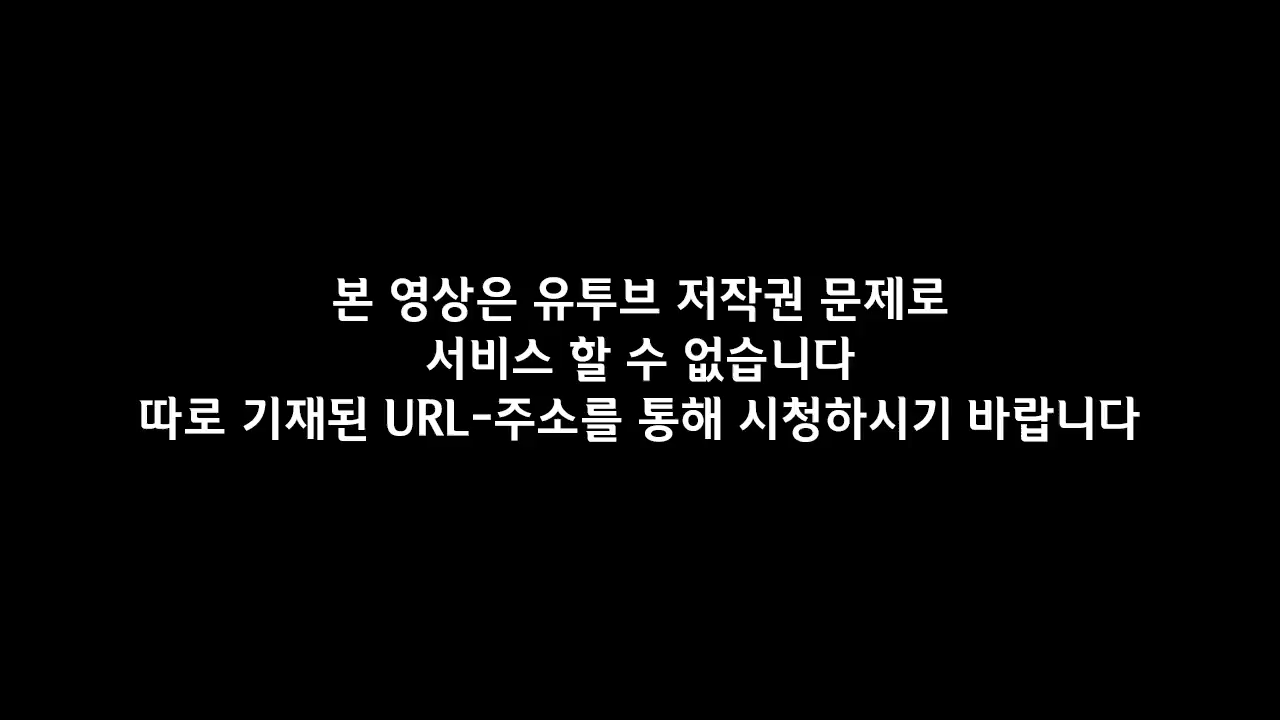 본 영상은 유투브 저작권 문제로
서비스 할 수 없습니다
따로 기재된 URL-주소를 통해 시청하시기 바랍니다